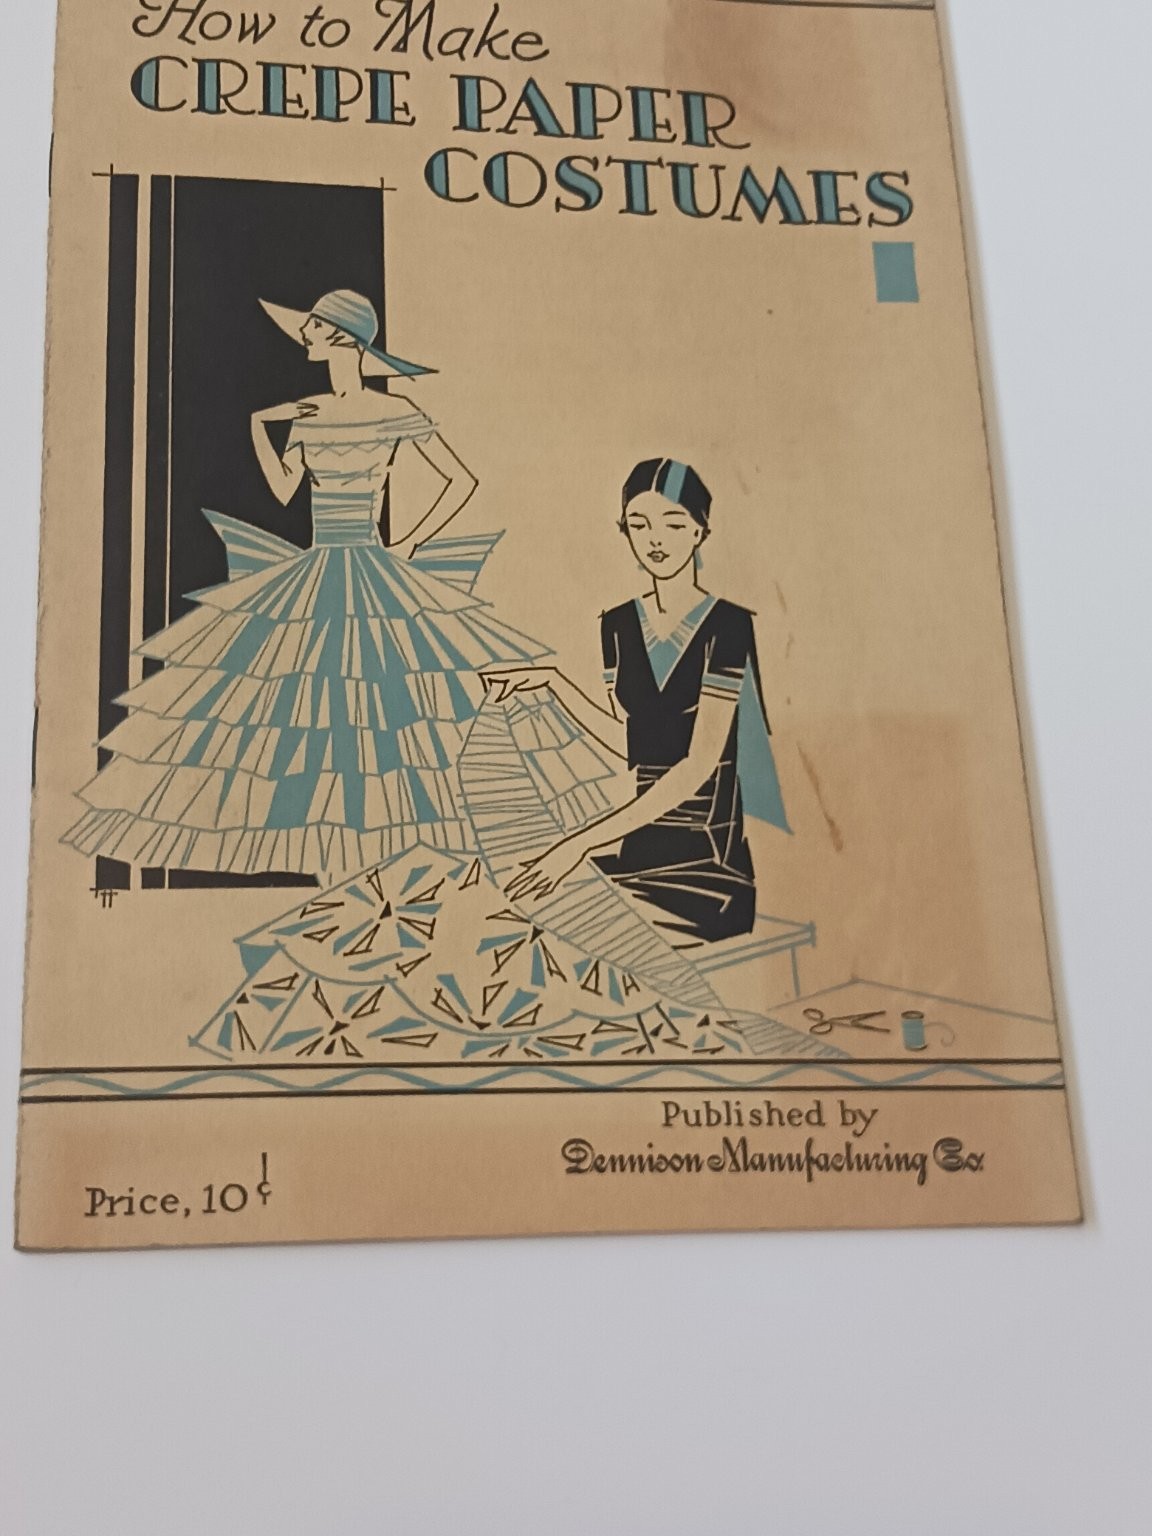 How to Make
CREPE PAPER
COSTUMES
Published by
Dennison Manufacturing Co.
Price, 10¢